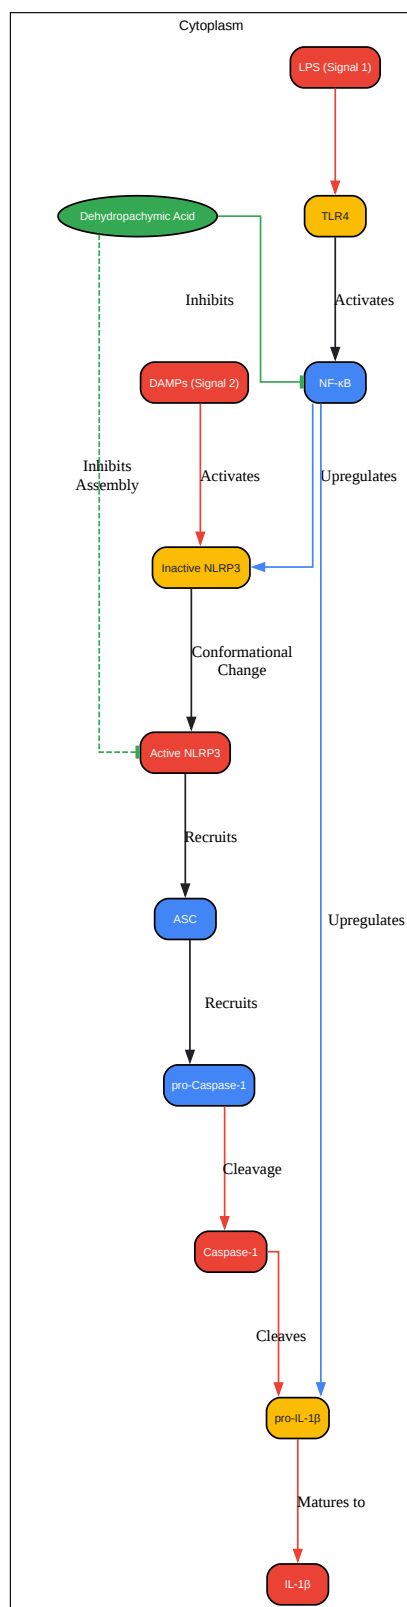 Cytoplasm
LPS (Signal 1)
Dehydropachymic Acid
TLR4
Inhibits
Activates
DAMPs (Signal 2)
NF-κB
Inhibits
Assembly
Activates
Upregulates
Inactive NLRP3
Conformational
Change
Active NLRP3
Recruits
ASC
Upregulates
Recruits
pro-Caspase-1
Cleavage
Caspase-1
Cleaves
pro-IL-1β
Matures to
IL-1β